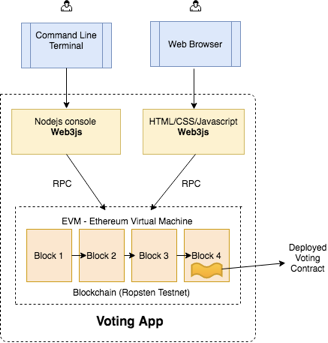 Command Line
Terminal
Web Browser
Nodejs console
Web3js
HTML/CSS/Javascript
Web3js
RPC
RPC
EVM - Ethereum Virtual Machine
Block 1
Block 2
Block 3
Block 4
Deployed
Voting
Contract
Blockchain (Ropsten Testnet)
Voting App